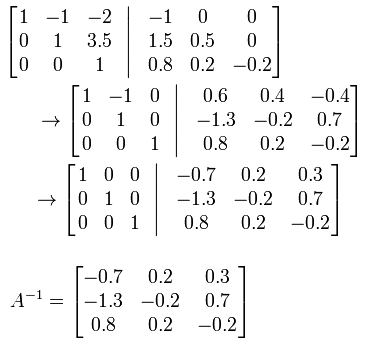 1 −1 −2 | −1 0 0
0 1 3.5 | 1.5 0.5 0
0 0 1 | 0.8 0.2 −0.2
→ 1 −1 0 | 0.6 0.4 −0.4
0 1 0 | −1.3 −0.2 0.7
0 0 1 | 0.8 0.2 −0.2
→ 1 0 0 | −0.7 0.2 0.3
0 1 0 | −1.3 −0.2 0.7
0 0 1 | 0.8 0.2 −0.2
A⁻¹ = −0.7 0.2 0.3
−1.3 −0.2 0.7
0.8 0.2 −0.2